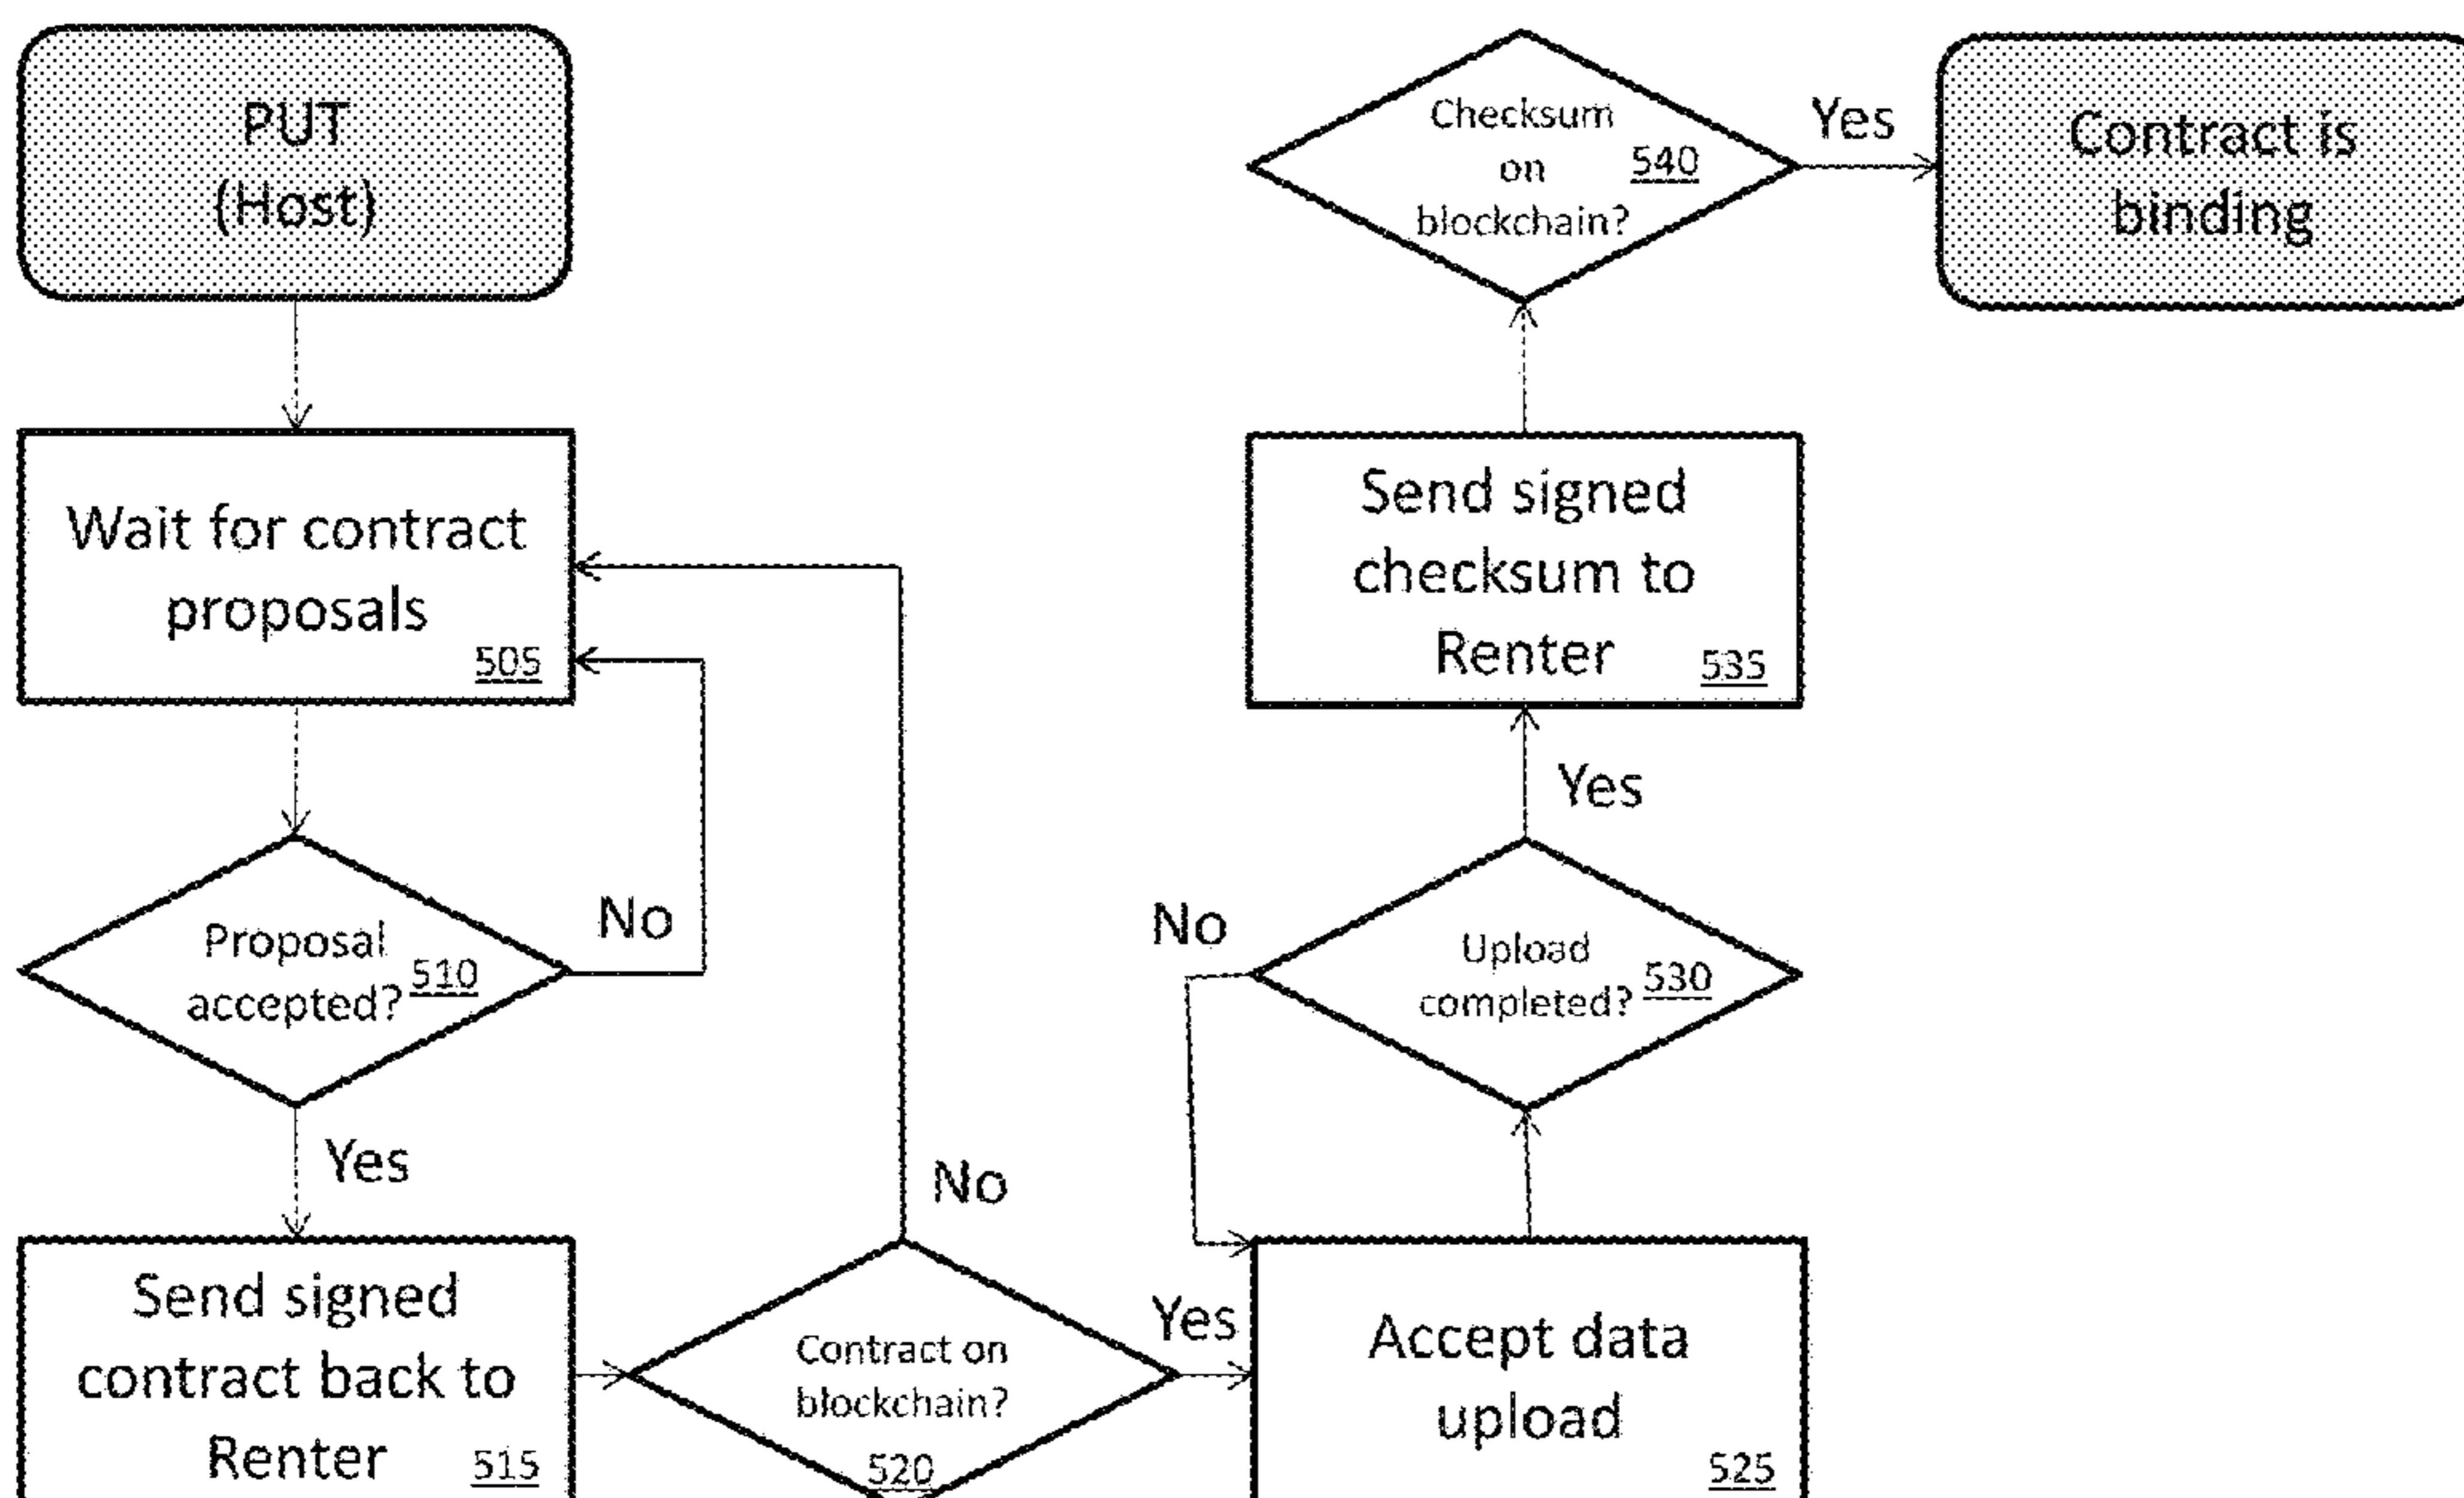 PUT
(Host)
Wait for contract
proposals
505
Proposal
accepted?
510
No
Yes
Send signed
contract back to
Renter
515
Contract on
blockchain?
520
No
Yes
Accept data
upload
525
Upload
completed?
530
No
Yes
Send signed
checksum to
Renter
535
Checksum
on
blockchain?
540
Yes
Contract is
binding